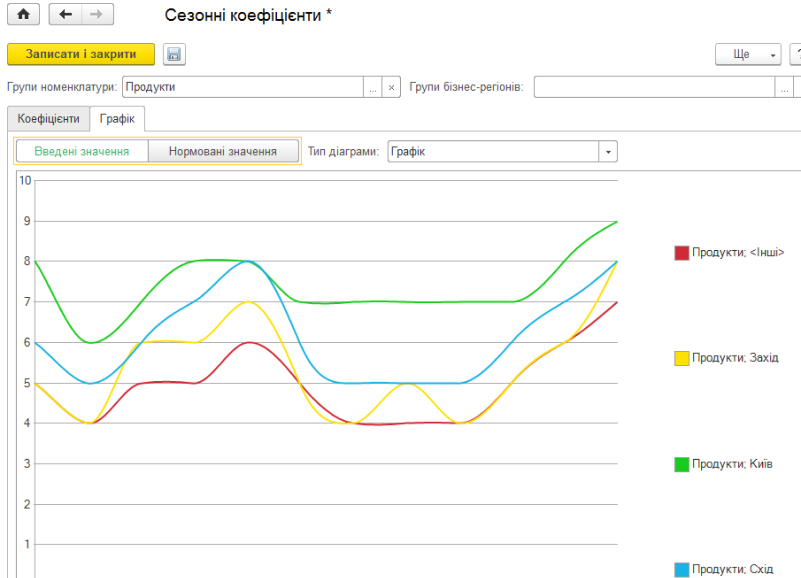 Сезонні коефіцієнти *
Записати і закрити
Ще
?
Групи номенклатури: Продукти ... × Групи бізнес-регіонів: ...
Коефіцієнти Графік
Введені значення Нормовані значення Тип діаграми: Графік
10
9
8
7
6
5
4
3
2
1
Продукти; <Інші>
Продукти; Захід
Продукти; Київ
Продукти; Схід